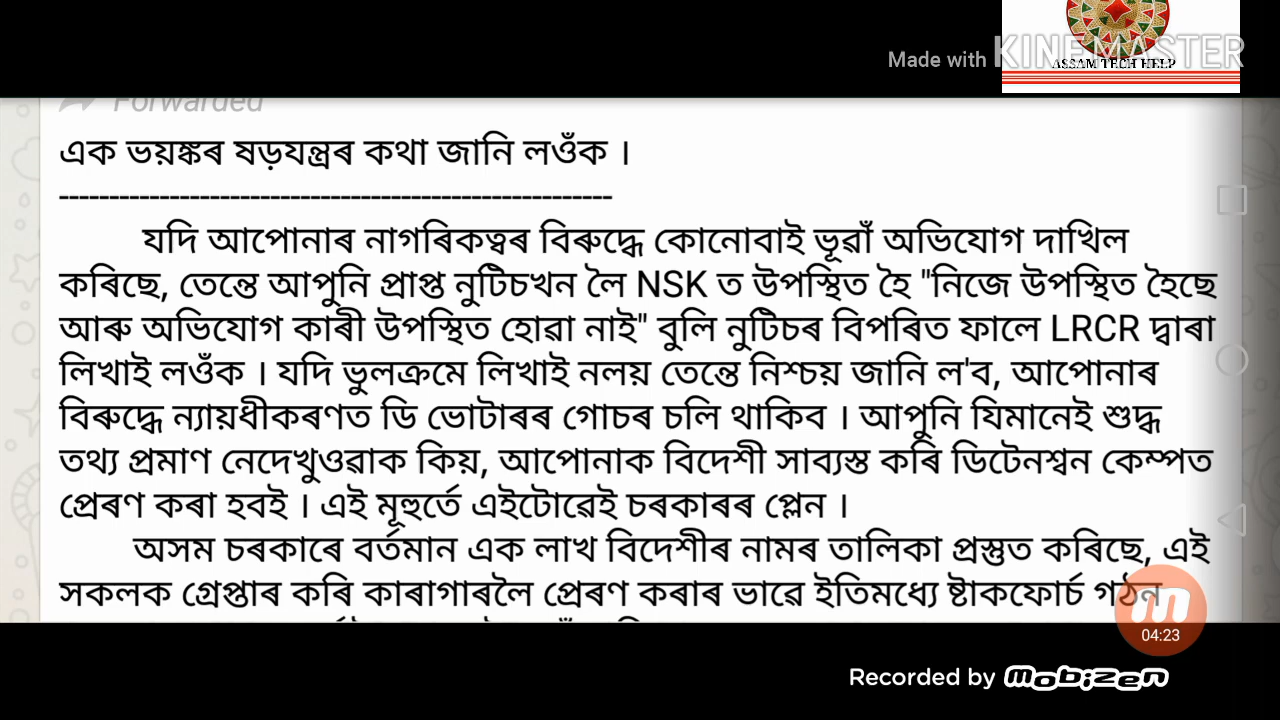 Made with KINEMASTER
ASSAM TECH HELP
Forwarded
এক ভয়ঙ্কৰ ষড়যন্ত্ৰৰ কথা জানি লওঁক ।
-------------------------------------------------------
যদি আপোনাৰ নাগৰিকত্বৰ বিৰুদ্ধে কোনোবাই ভূৱাঁ অভিযোগ দাখিল
কৰিছে, তেন্তে আপুনি প্ৰাপ্ত নুটিচখন লৈ NSK ত উপস্থিত হৈ "নিজে উপস্থিত হৈছে
আৰু অভিযোগ কাৰী উপস্থিত হোৱা নাই" বুলি নুটিচৰ বিপৰিত ফালে LRCR দ্বাৰা
লিখাই লওঁক । যদি ভুলক্ৰমে লিখাই নলয় তেন্তে নিশ্চয় জানি ল'ব, আপোনাৰ
বিৰুদ্ধে ন্যায়ধীকৰণত ডি ভোটাৰৰ গোচৰ চলি থাকিব । আপুনি যিমানেই শুদ্ধ
তথ্য প্ৰমাণ নেদেখুওৱাক কিয়, আপোনাক বিদেশী সাব্যস্ত কৰি ডিটেনশ্বন কেম্পত
প্ৰেৰণ কৰা হবই । এই মূহুৰ্তে এইটোৱেই চৰকাৰৰ প্লেন ।
অসম চৰকাৰে বৰ্তমান এক লাখ বিদেশীৰ নামৰ তালিকা প্ৰস্তুত কৰিছে, এই
সকলক গ্ৰেপ্তাৰ কৰি কাৰাগাৰলৈ প্ৰেৰণ কৰাৰ ভাৱে ইতিমধ্যে ষ্টাকফোৰ্চ গঠন
04:23
Recorded by mobizen